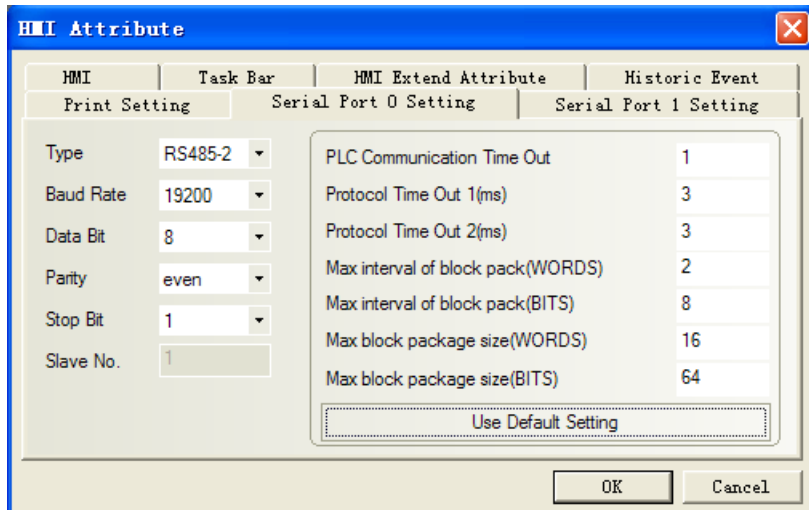 HMI Attribute
HMI Task Bar HMI Extend Attribute Historic Event
Print Setting Serial Port 0 Setting Serial Port 1 Setting
Type RS485-2
Baud Rate 19200
Data Bit 8
Parity even
Stop Bit 1
Slave No. 1
PLC Communication Time Out 1
Protocol Time Out 1(ms) 3
Protocol Time Out 2(ms) 3
Max interval of block pack(WORDS) 2
Max interval of block pack(BITS) 8
Max block package size(WORDS) 16
Max block package size(BITS) 64
Use Default Setting
OK Cancel